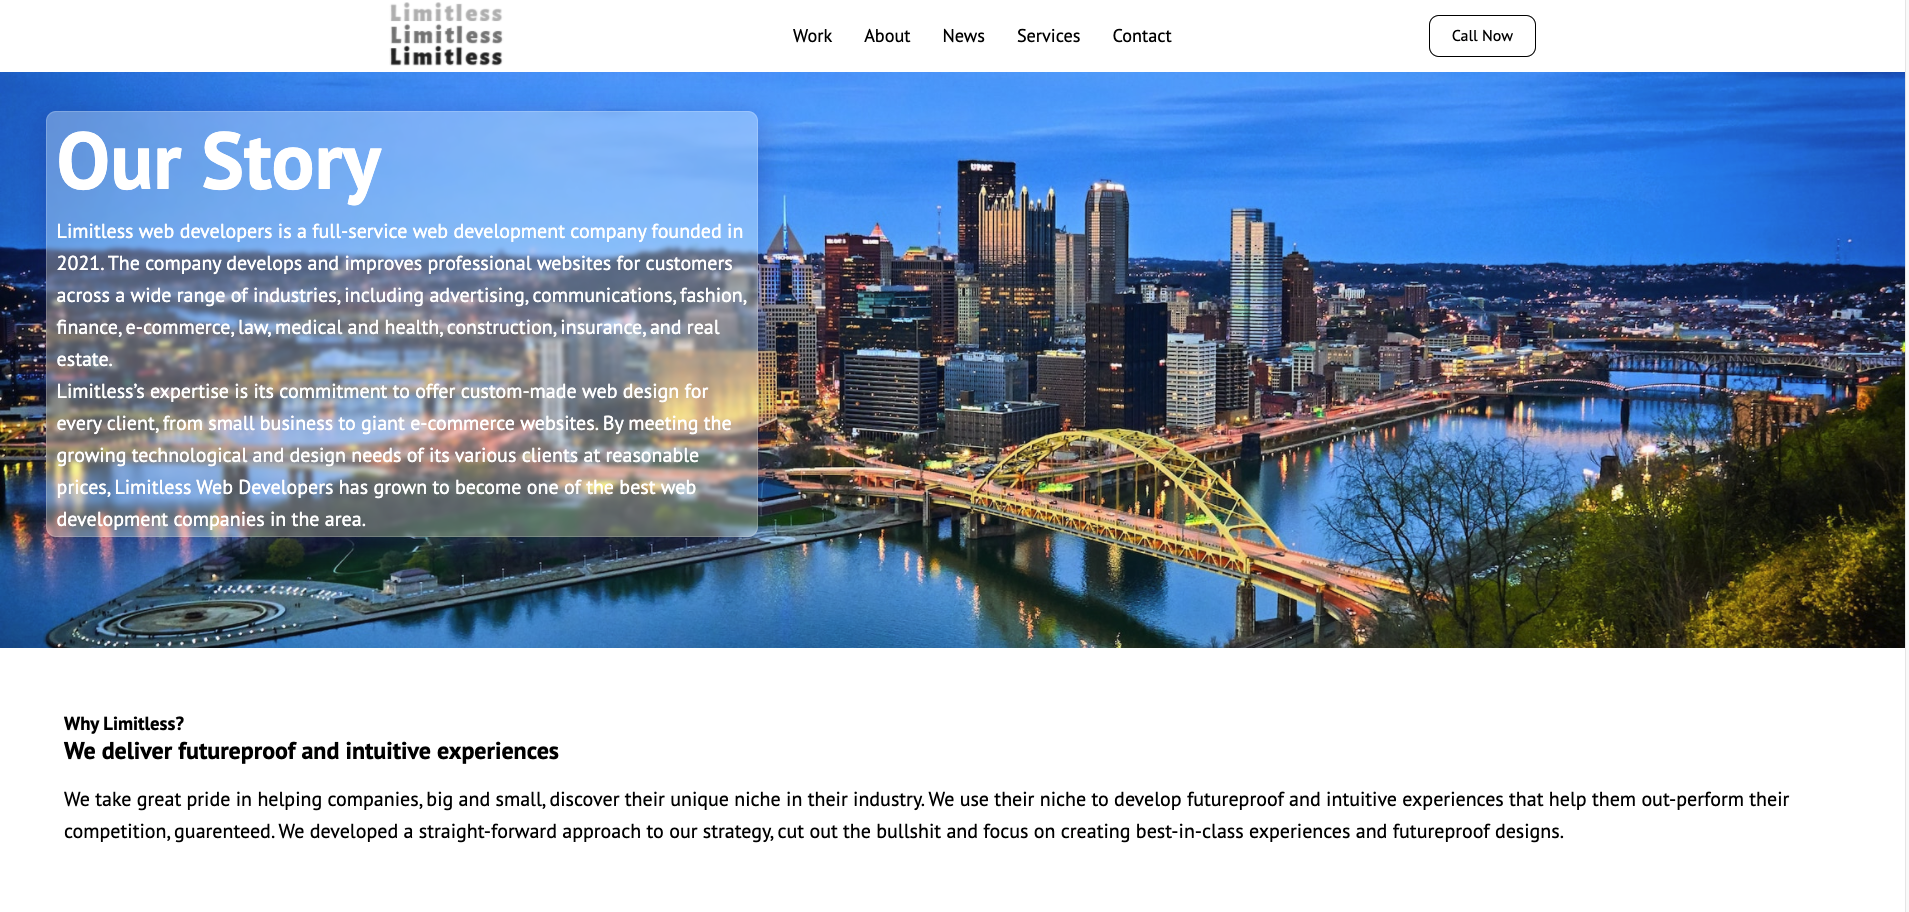 Limitless
Limitless
Limitless
Work About News Services Contact
Call Now
Our Story
Limitless web developers is a full-service web development company founded in
2021. The company develops and improves professional websites for customers
across a wide range of industries, including advertising, communications, fashion,
finance, e-commerce, law, medical and health, construction, insurance, and real
estate.
Limitless’s expertise is its commitment to offer custom-made web design for
every client, from small business to giant e-commerce websites. By meeting the
growing technological and design needs of its various clients at reasonable
prices, Limitless Web Developers has grown to become one of the best web
development companies in the area.
UPMC
Why Limitless?
We deliver futureproof and intuitive experiences
We take great pride in helping companies, big and small, discover their unique niche in their industry. We use their niche to develop futureproof and intuitive experiences that help them out-perform their
competition, guarenteed. We developed a straight-forward approach to our strategy, cut out the bullshit and focus on creating best-in-class experiences and futureproof designs.